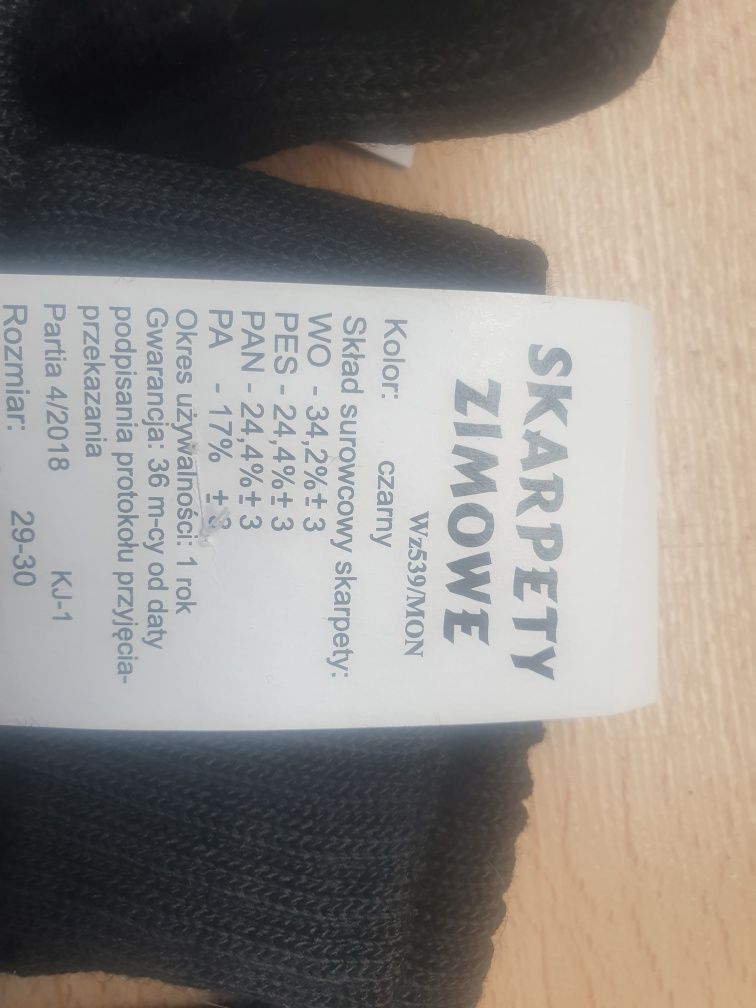 SKARPETY
ZIMOWE
Wz539/MON
Kolor: czarny
Skład surowcowy skarpety:
WO - 34,2%± 3
PES - 24,4%± 3
PAN - 24,4%± 3
PA - 17% ± 3
Okres używalności: 1 rok
Gwarancja: 36 m-cy od daty
podpisania protokołu przyjęcia-
przekazania
Partia 4/2018 KJ-1
Rozmiar: 29-30